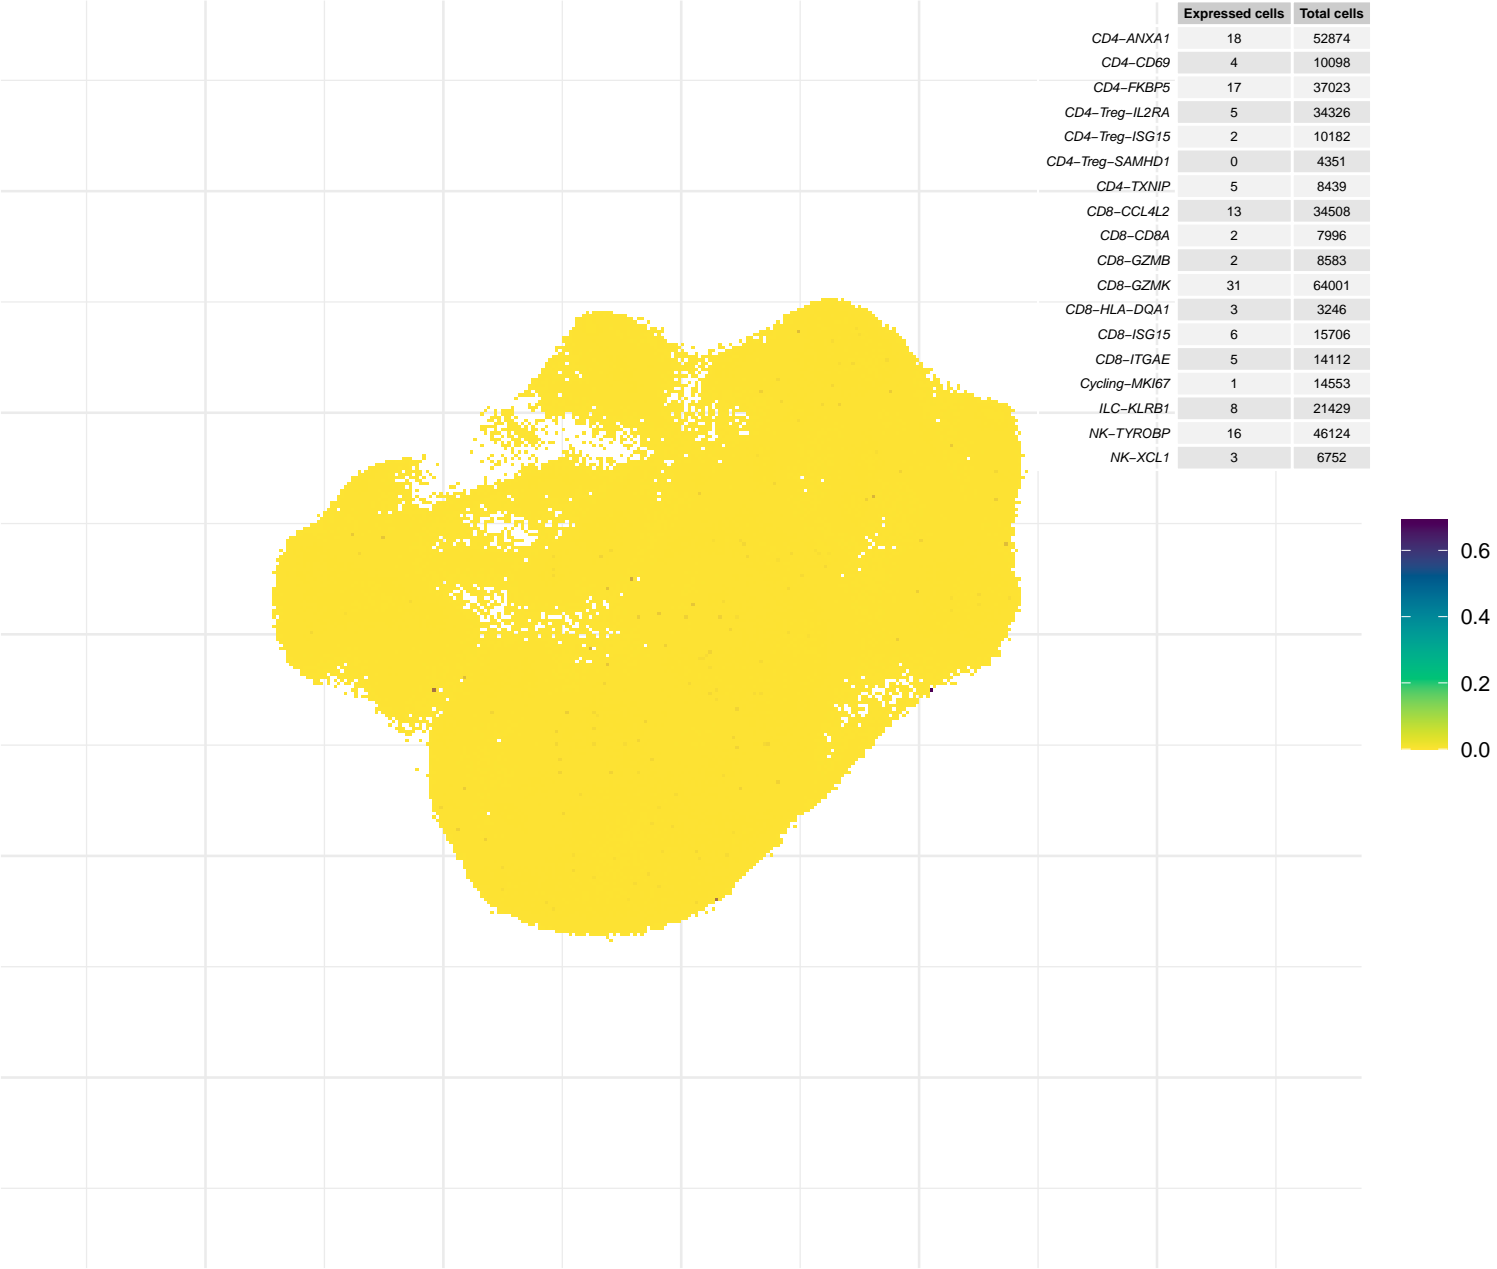 Expressed cells Total cells
CD4−ANXA1 18 52874
CD4−CD69 4 10098
CD4−FKBP5 17 37023
CD4−Treg−IL2RA 5 34326
CD4−Treg−ISG15 2 10182
CD4−Treg−SAMHD1 0 4351
CD4−TXNIP 5 8439
CD8−CCL4L2 13 34508
CD8−CD8A 2 7996
CD8−GZMB 2 8583
CD8−GZMK 31 64001
CD8−HLA−DQA1 3 3246
CD8−ISG15 6 15706
CD8−ITGAE 5 14112
Cycling−MKI67 1 14553
ILC−KLRB1 8 21429
NK−TYROBP 16 46124
NK−XCL1 3 6752
0.6
0.4
0.2
0.0